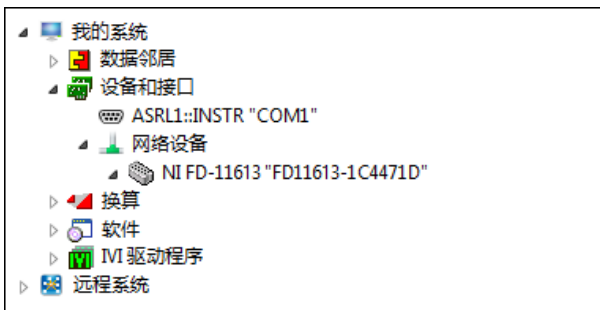 我的系统
数据邻居
设备和接口
ASRL1::INSTR "COM1"
网络设备
NI FD-11613 "FD11613-1C4471D"
换算
软件
IVI 驱动程序
远程系统